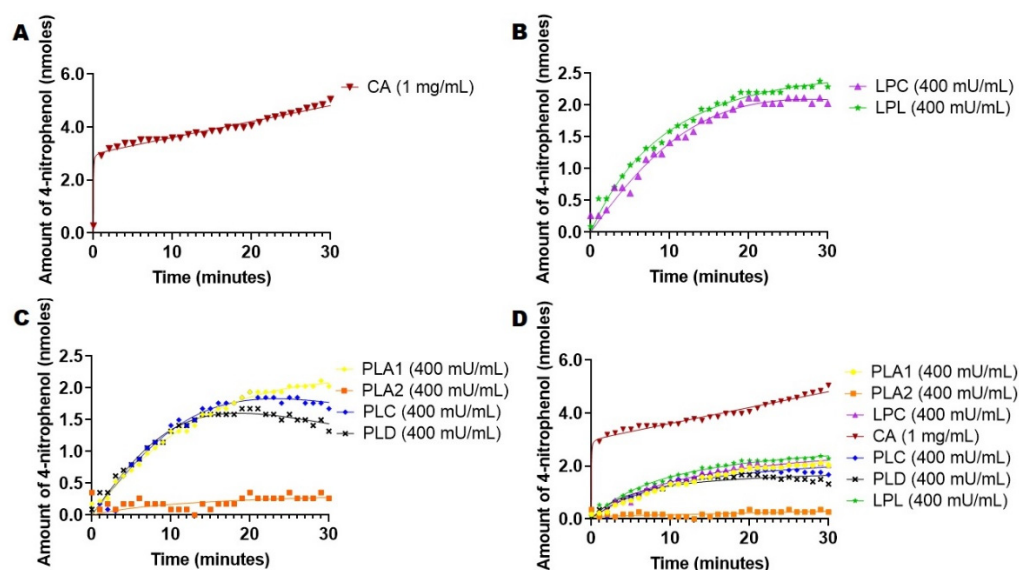 A
Amount of 4-nitrophenol (nmoles)
6.0
4.0
2.0
0.0
0
10
20
30
Time (minutes)
CA (1 mg/mL)
B
Amount of 4-nitrophenol (nmoles)
2.5
2.0
1.5
1.0
0.5
0.0
0
10
20
30
Time (minutes)
LPC (400 mU/mL)
LPL (400 mU/mL)
C
Amount of 4-nitrophenol (nmoles)
2.5
2.0
1.5
1.0
0.5
0.0
0
10
20
30
Time (minutes)
PLA1 (400 mU/mL)
PLA2 (400 mU/mL)
PLC (400 mU/mL)
PLD (400 mU/mL)
D
Amount of 4-nitrophenol (nmoles)
6.0
4.0
2.0
0.0
0
10
20
30
Time (minutes)
PLA1 (400 mU/mL)
PLA2 (400 mU/mL)
LPC (400 mU/mL)
CA (1 mg/mL)
PLC (400 mU/mL)
PLD (400 mU/mL)
LPL (400 mU/mL)